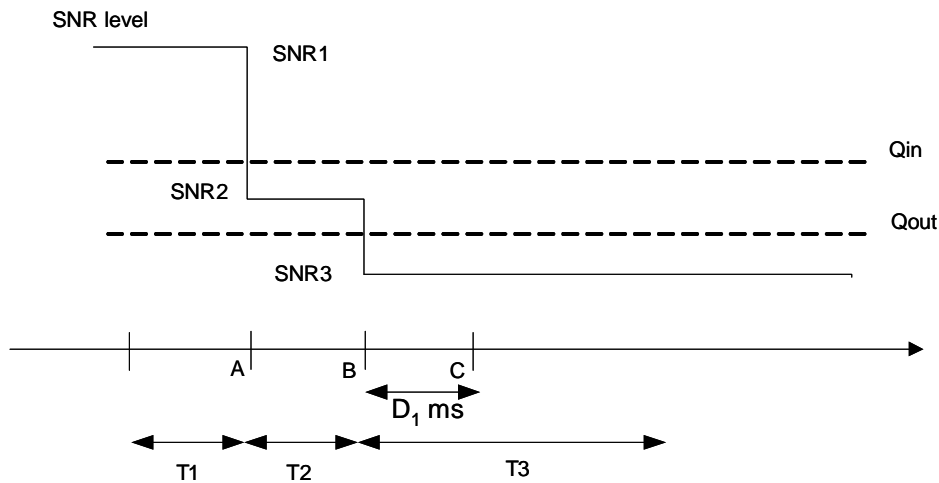 SNR level
SNR1
Qin
SNR2
Qout
SNR3
A
B
C
D₁ ms
T1
T2
T3